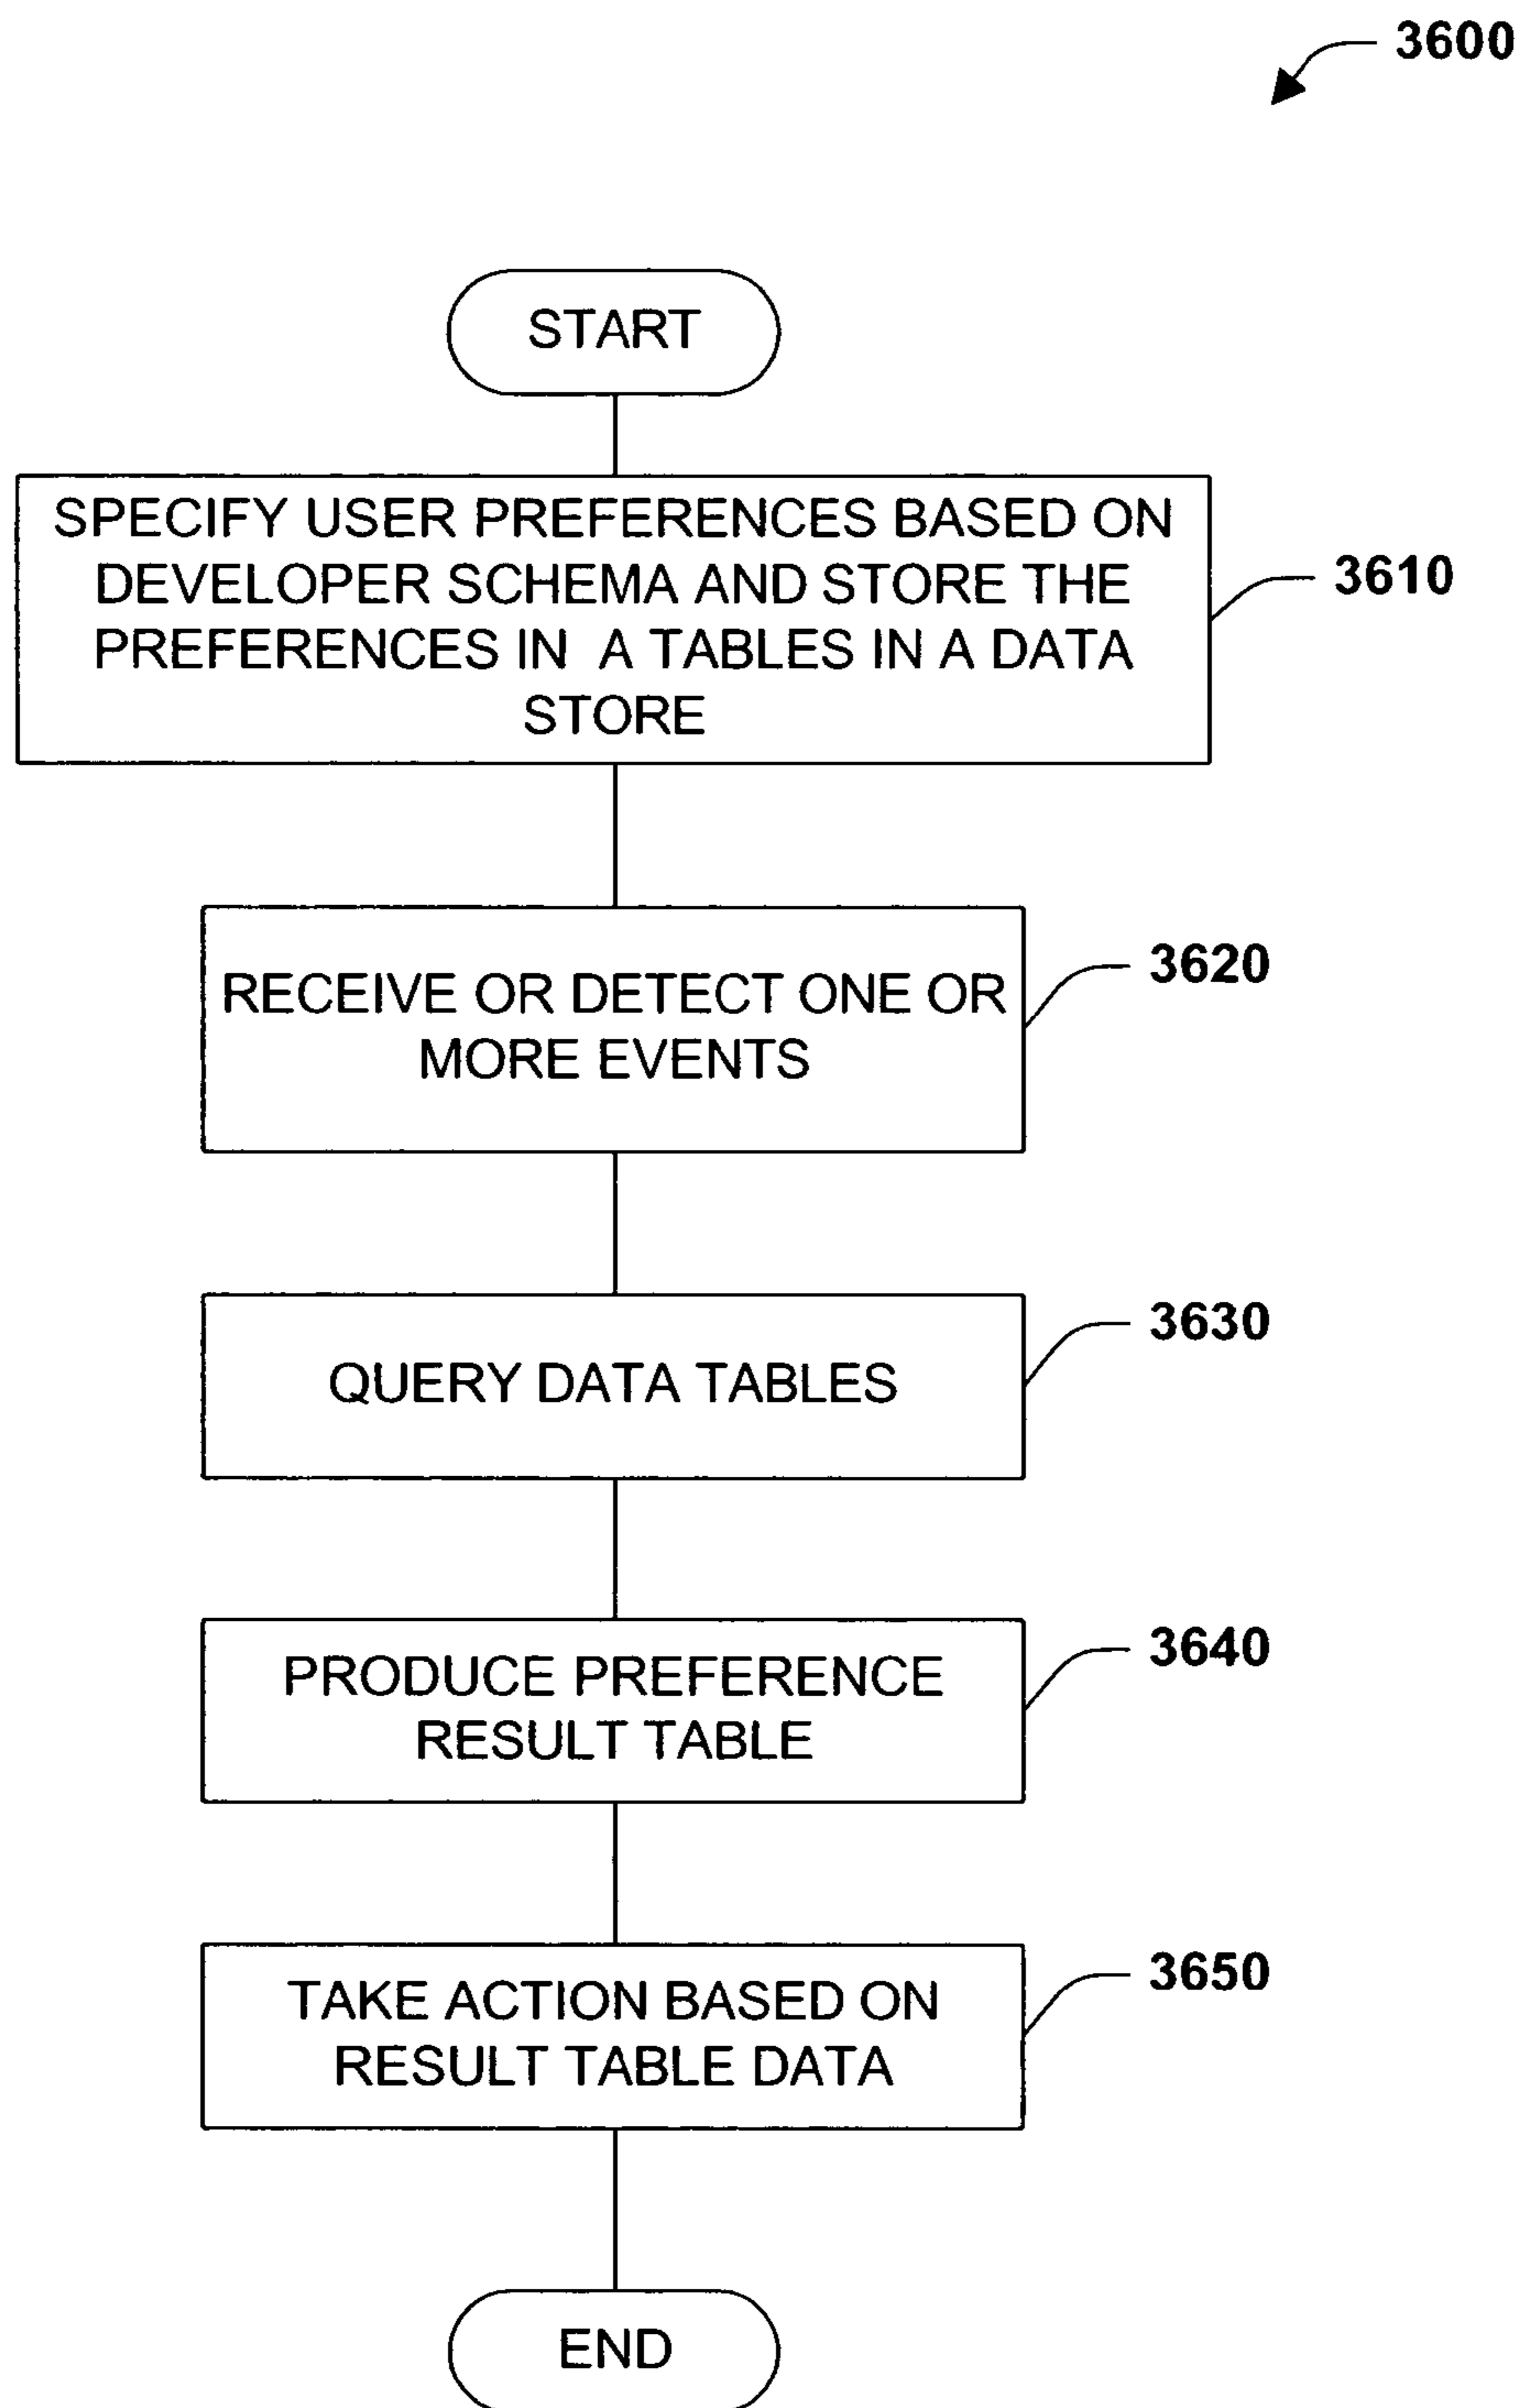 3600
START
SPECIFY USER PREFERENCES BASED ON
DEVELOPER SCHEMA AND STORE THE
PREFERENCES IN A TABLES IN A DATA
STORE
3610
RECEIVE OR DETECT ONE OR
MORE EVENTS
3620
QUERY DATA TABLES
3630
PRODUCE PREFERENCE
RESULT TABLE
3640
TAKE ACTION BASED ON
RESULT TABLE DATA
3650
END